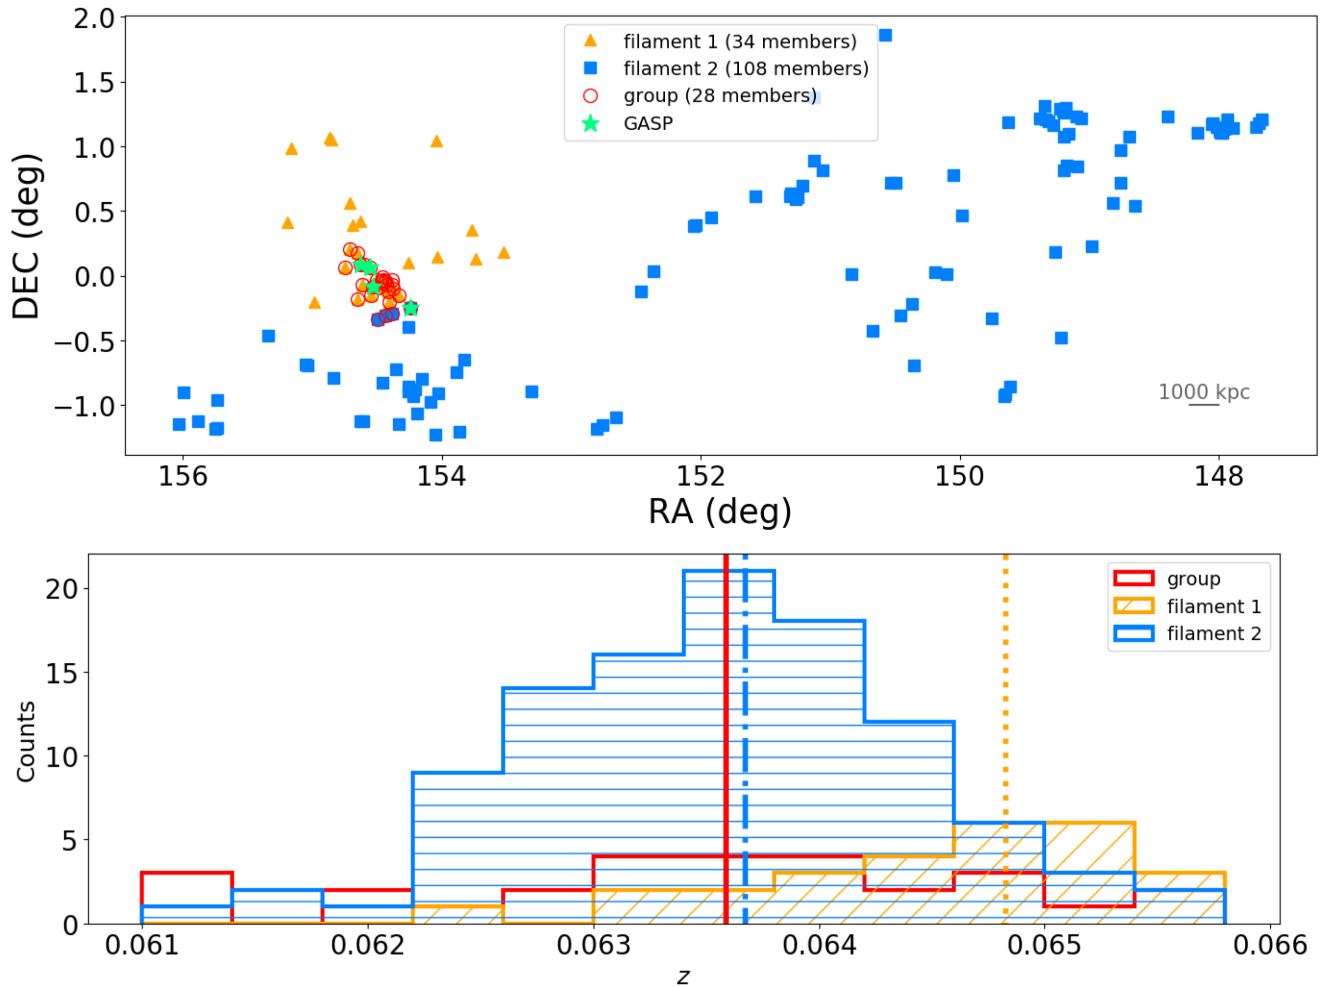 2.0
1.5
1.0
0.5
0.0
−0.5
−1.0
DEC (deg)
filament 1 (34 members)
filament 2 (108 members)
group (28 members)
GASP
1000 kpc
156 154 152 150 148
RA (deg)
20
15
10
5
0
Counts
group
filament 1
filament 2
0.061 0.062 0.063 0.064 0.065 0.066
z